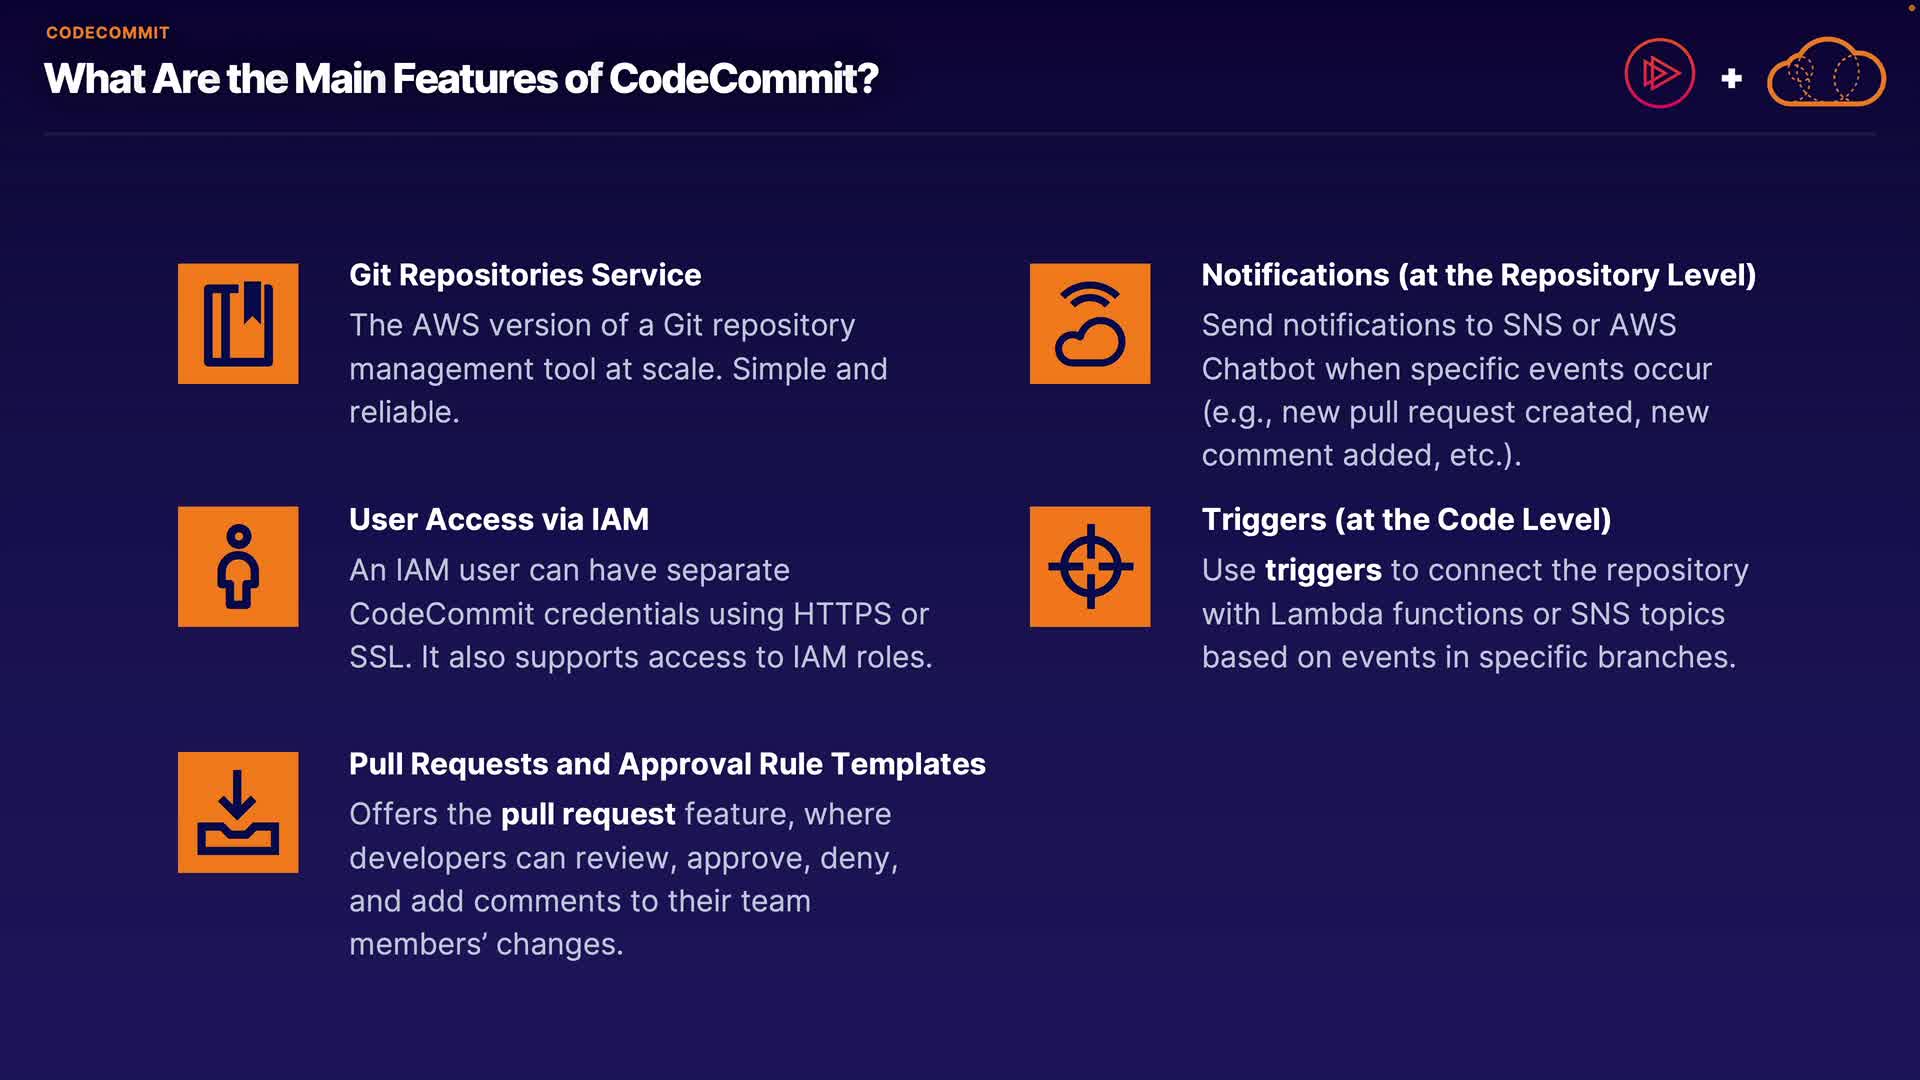 CODECOMMIT
What Are the Main Features of CodeCommit?
+
Git Repositories Service
The AWS version of a Git repository
management tool at scale. Simple and
reliable.
User Access via IAM
An IAM user can have separate
CodeCommit credentials using HTTPS or
SSL. It also supports access to IAM roles.
Pull Requests and Approval Rule Templates
Offers the pull request feature, where
developers can review, approve, deny,
and add comments to their team
members’ changes.
Notifications (at the Repository Level)
Send notifications to SNS or AWS
Chatbot when specific events occur
(e.g., new pull request created, new
comment added, etc.).
Triggers (at the Code Level)
Use triggers to connect the repository
with Lambda functions or SNS topics
based on events in specific branches.